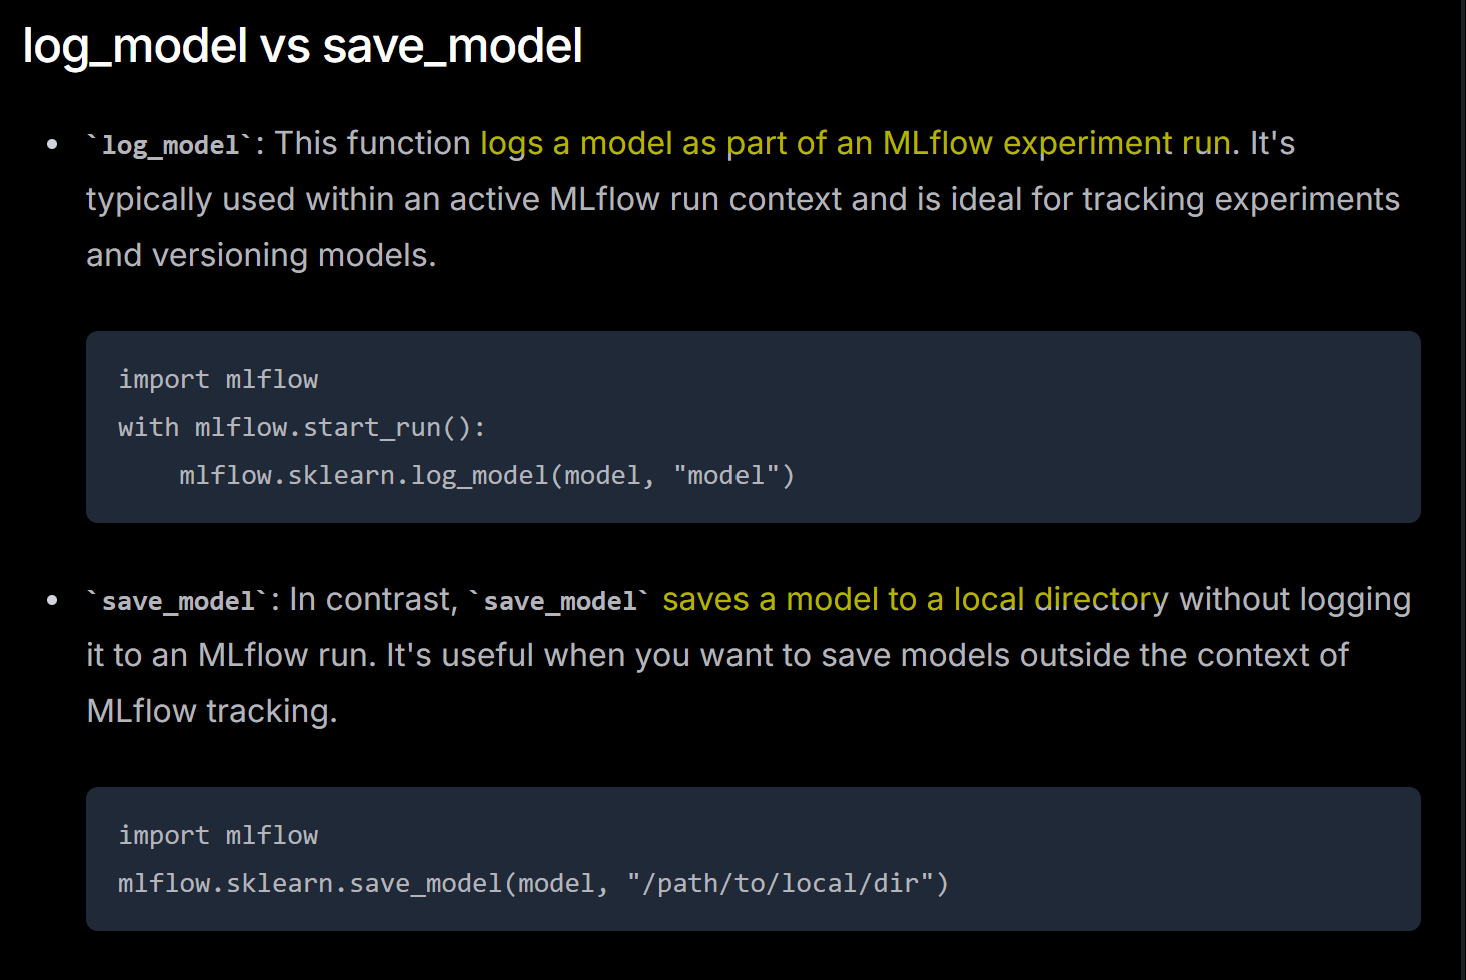 log_model vs save_model
• `log_model`: This function logs a model as part of an MLflow experiment run. It's
typically used within an active MLflow run context and is ideal for tracking experiments
and versioning models.
import mlflow
with mlflow.start_run():
    mlflow.sklearn.log_model(model, "model")
• `save_model`: In contrast, `save_model` saves a model to a local directory without logging
it to an MLflow run. It's useful when you want to save models outside the context of
MLflow tracking.
import mlflow
mlflow.sklearn.save_model(model, "/path/to/local/dir")